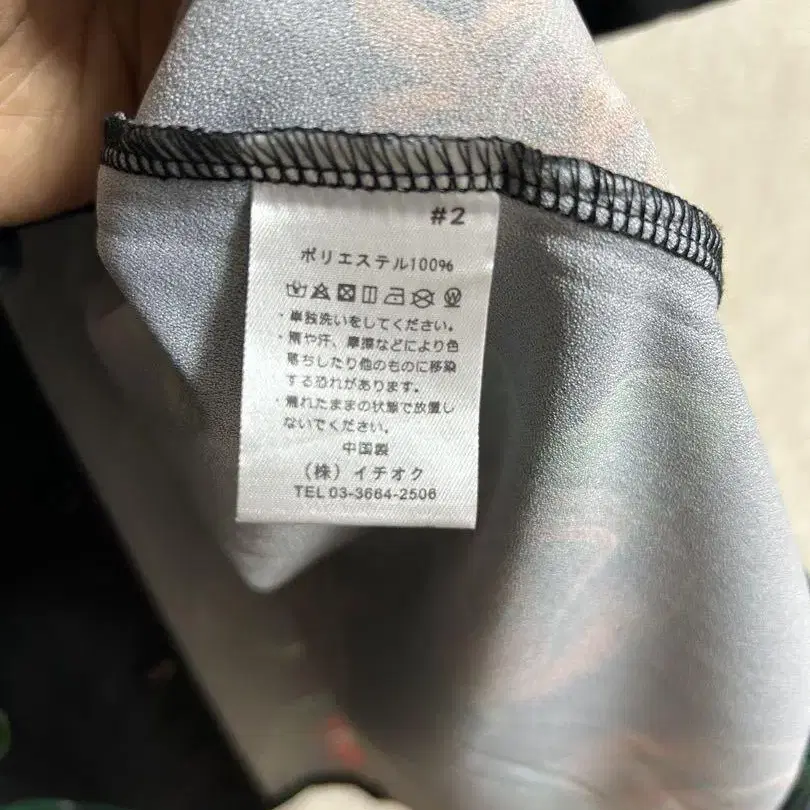 #2
ポリエステル100%
・単独洗いをしてください。
・雨や汗、摩擦などにより色
落ちしたり他のものに移染
する恐れがあります。
・濡れたままの状態で放置し
ないでください。
中国製
(株)イチオク
TEL 03-3664-2506